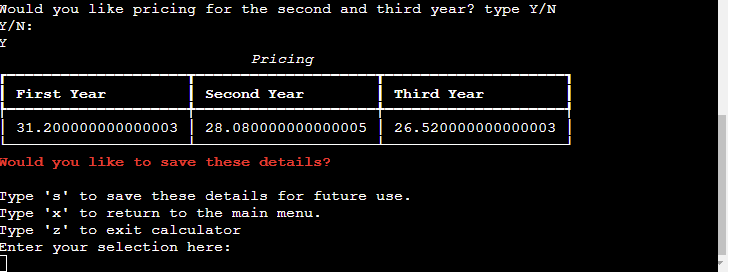 Would you like pricing for the second and third year? type Y/N
Y/N:
Y
Pricing
First Year Second Year Third Year
31.200000000000003 28.080000000000005 26.520000000000003
Would you like to save these details?
Type 's' to save these details for future use.
Type 'x' to return to the main menu.
Type 'z' to exit calculator
Enter your selection here: